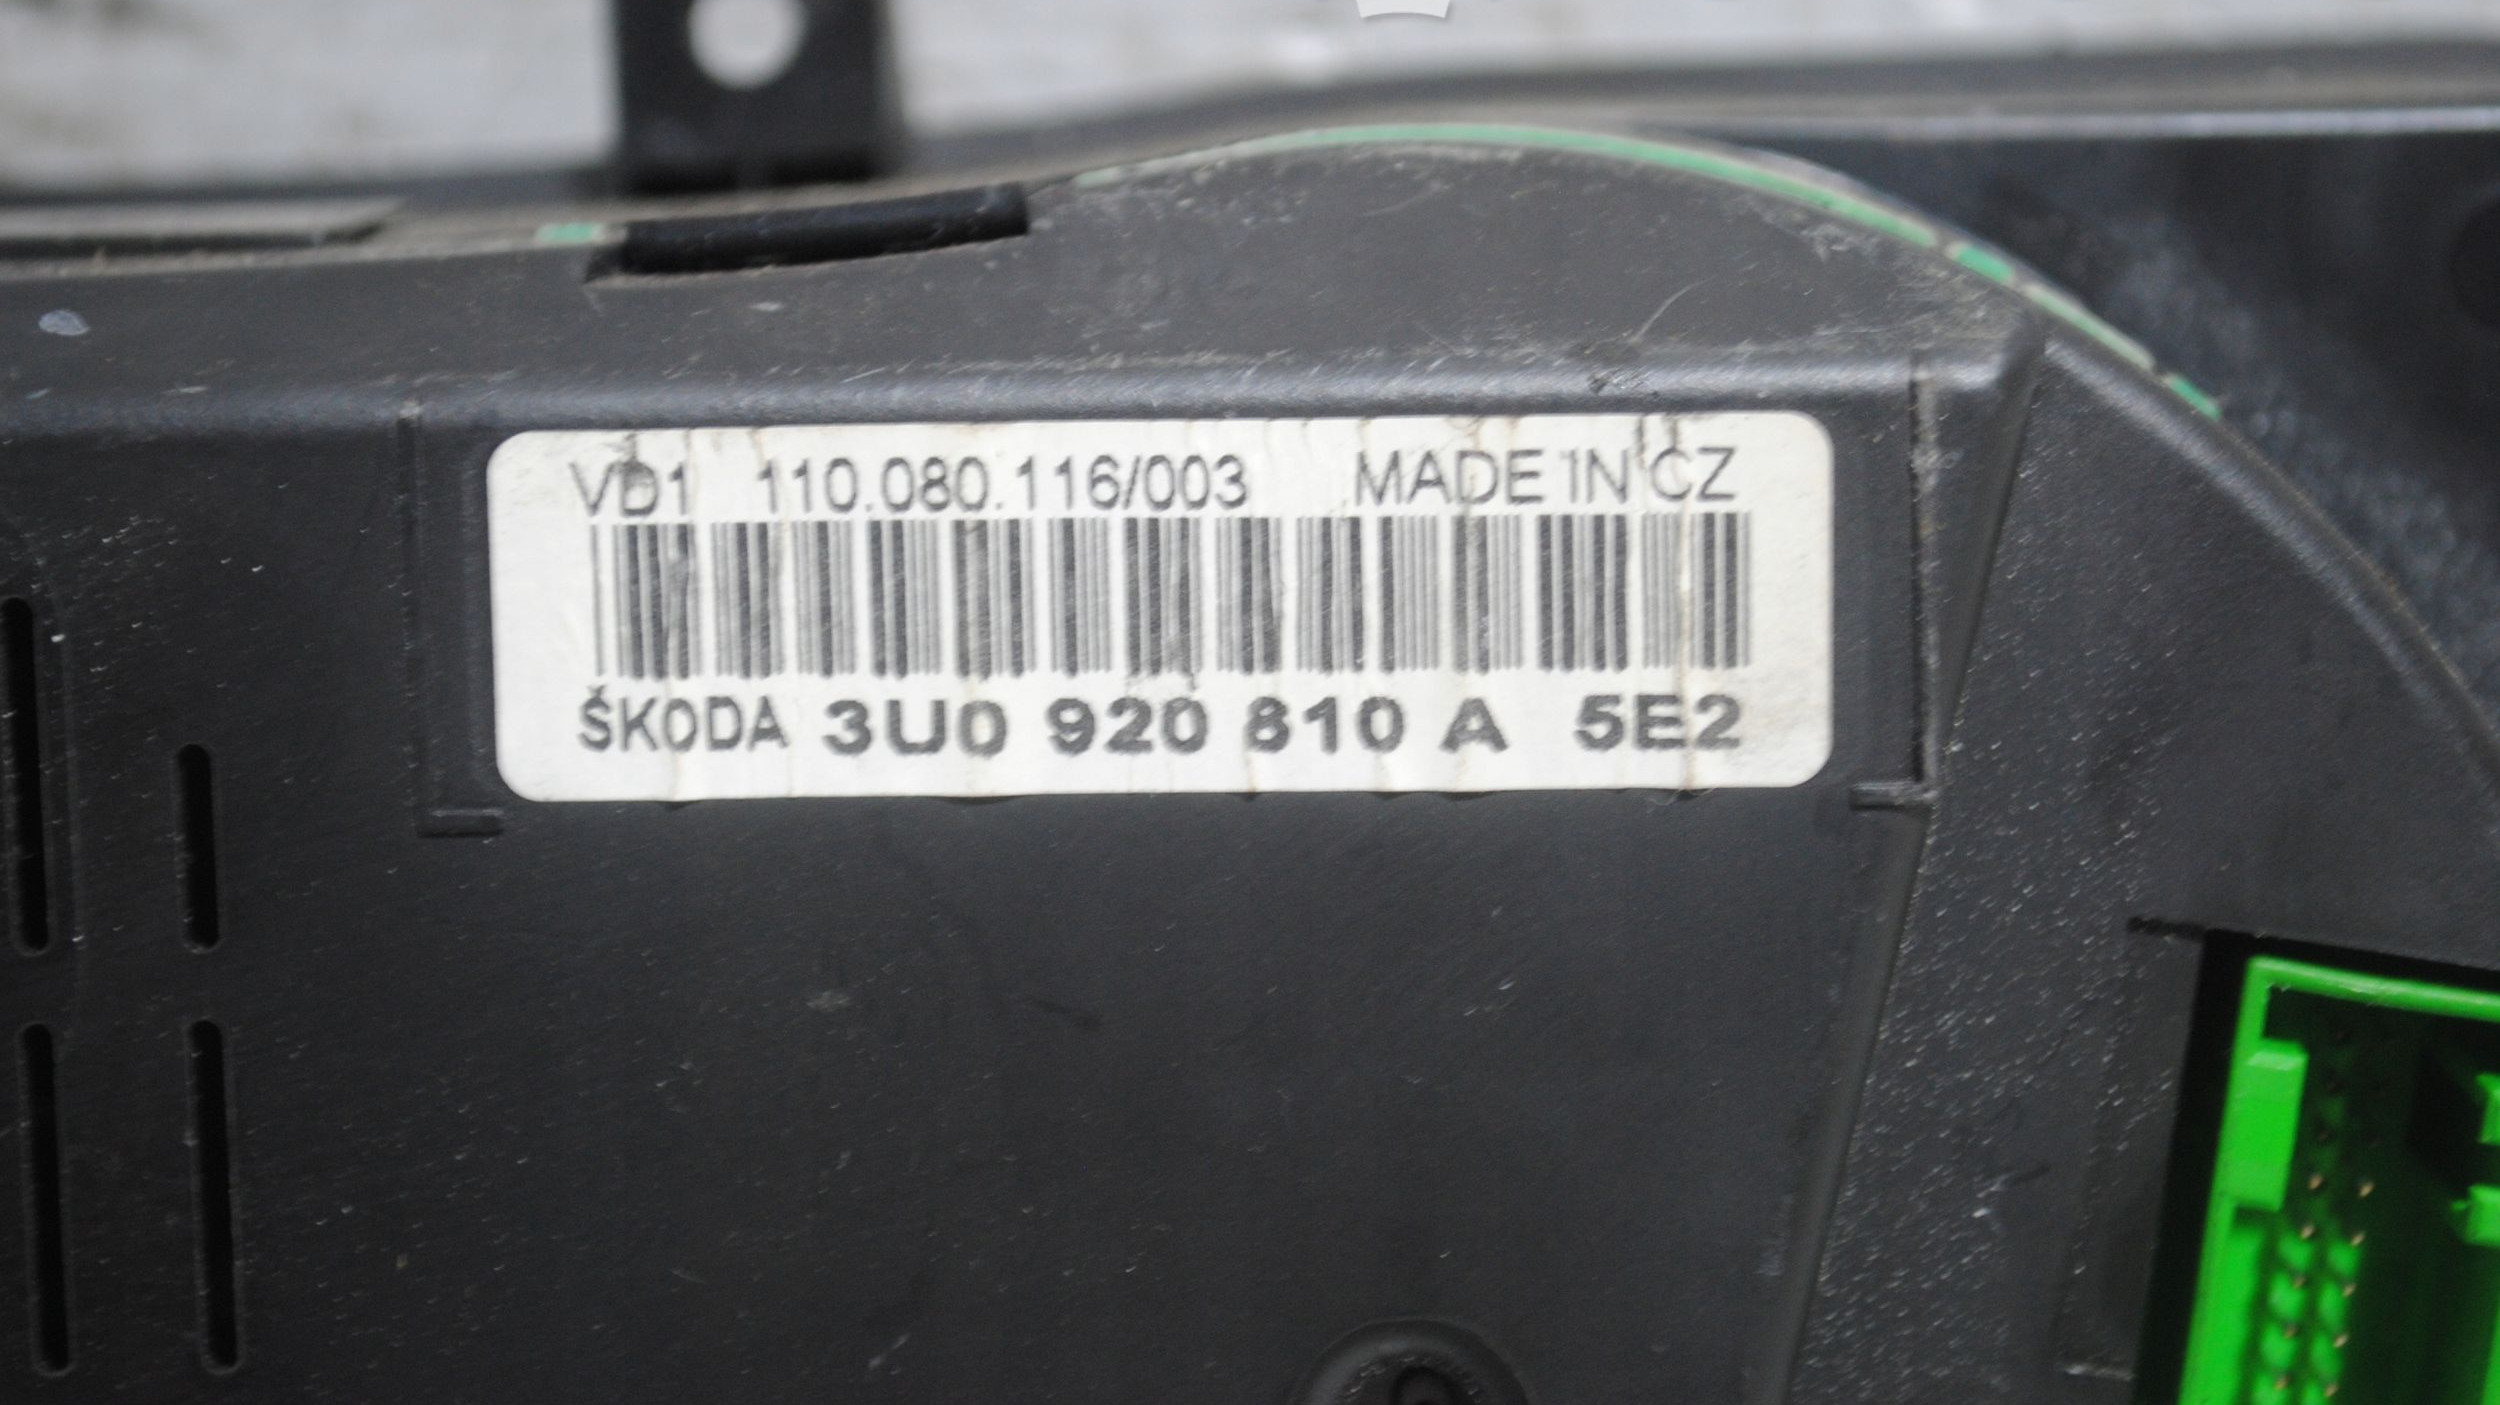 VD1 110.080.116/003 MADE IN CZ
ŠKODA 3U0 920 810 A 5E2